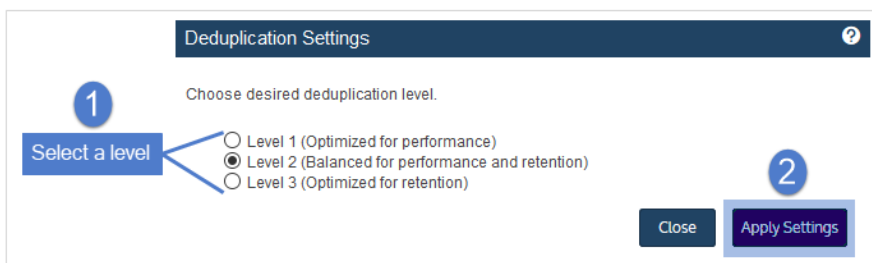 Deduplication Settings ?
Choose desired deduplication level.
1
Select a level
Level 1 (Optimized for performance)
Level 2 (Balanced for performance and retention)
Level 3 (Optimized for retention)
2
Close
Apply Settings